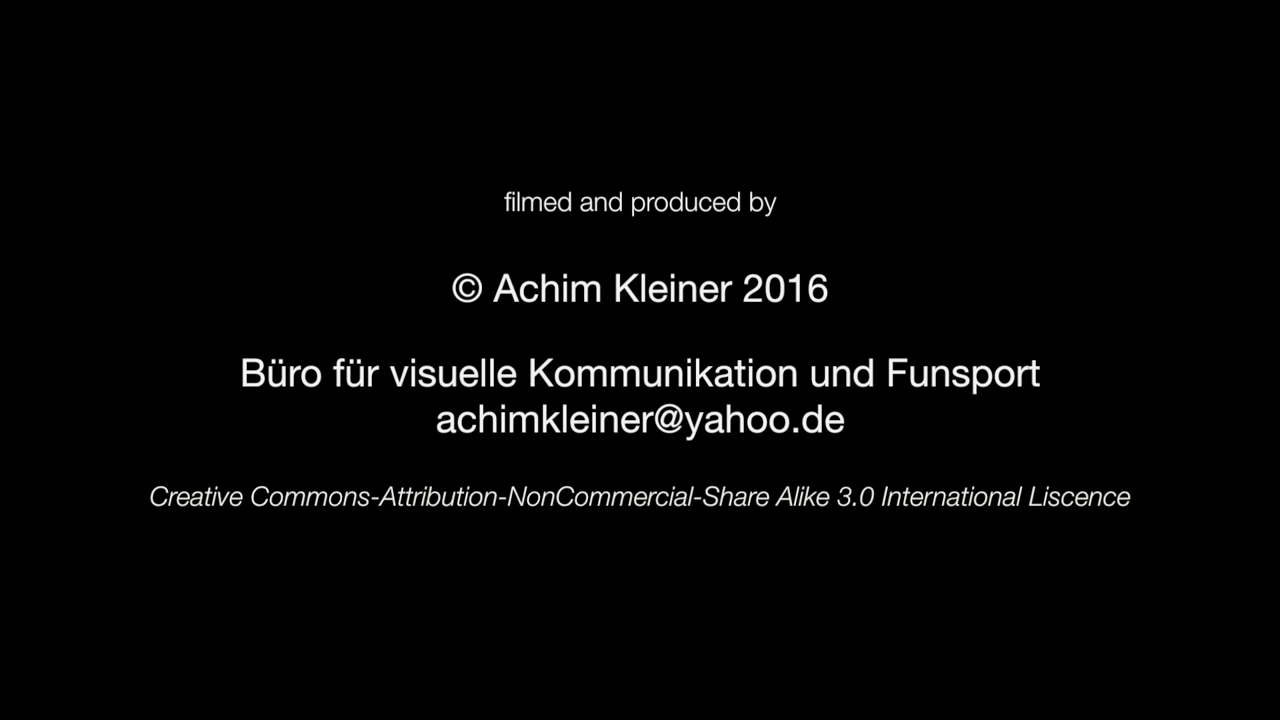 filmed and produced by
© Achim Kleiner 2016
Büro für visuelle Kommunikation und Funsport
achimkleiner@yahoo.de
Creative Commons-Attribution-NonCommercial-Share Alike 3.0 International Liscence